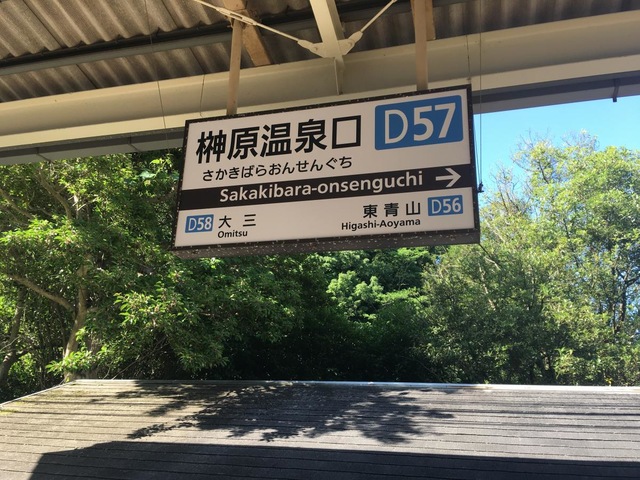 榊原温泉口 D57
さかきばらおんせんぐち
Sakakibara-onsenguchi →
D58 大三
Omitsu
東青山 D56
Higashi-Aoyama